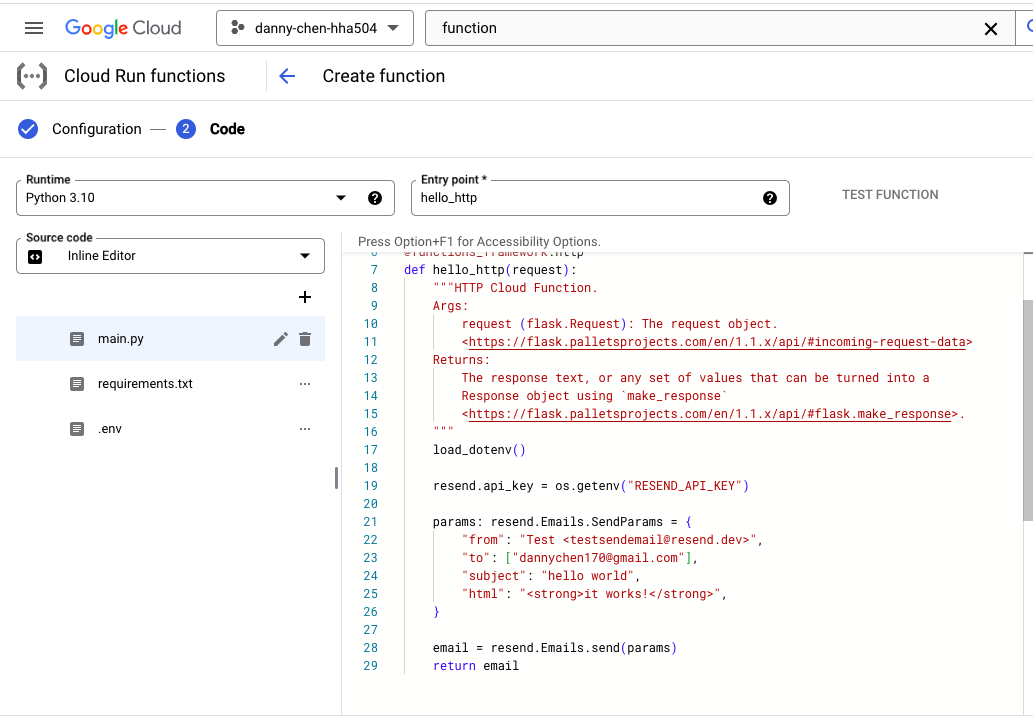 Google Cloud
danny-chen-hha504
function
Cloud Run functions
Create function
Configuration
2
Code
Runtime
Python 3.10
Entry point *
hello_http
TEST FUNCTION
Source code
Inline Editor
main.py
requirements.txt
.env
Press Option+F1 for Accessibility Options.
6 @functions_framework.http
7 def hello_http(request):
8 """HTTP Cloud Function.
9 Args:
10 request (flask.Request): The request object.
11 <https://flask.palletsprojects.com/en/1.1.x/api/#incoming-request-data>
12 Returns:
13 The response text, or any set of values that can be turned into a
14 Response object using `make_response`
15 <https://flask.palletsprojects.com/en/1.1.x/api/#flask.make_response>.
16 """
17 load_dotenv()
18
19 resend.api_key = os.getenv("RESEND_API_KEY")
20
21 params: resend.Emails.SendParams = {
22 "from": "Test <testsendemail@resend.dev>",
23 "to": ["dannychen170@gmail.com"],
24 "subject": "hello world",
25 "html": "<strong>it works!</strong>",
26 }
27
28 email = resend.Emails.send(params)
29 return email